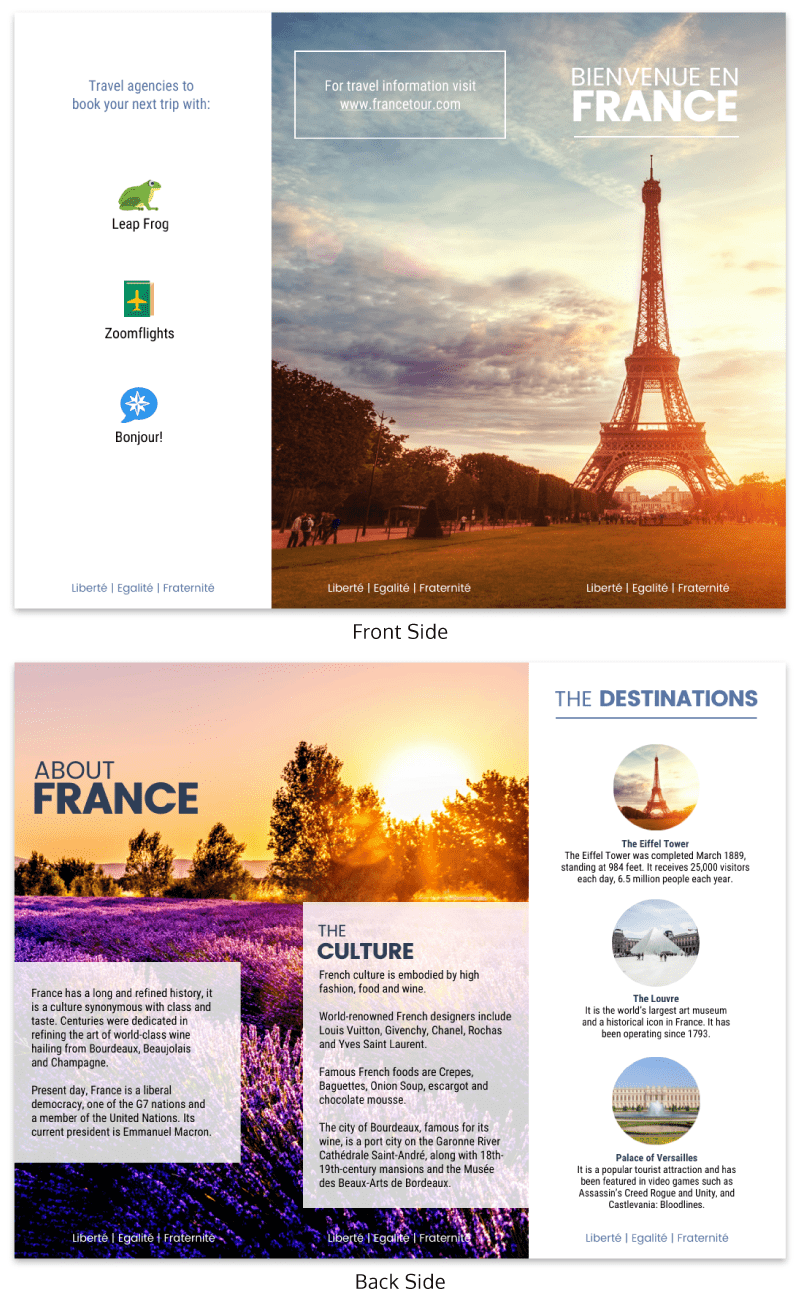 Travel agencies to
book your next trip with:
Leap Frog
Zoomflights
Bonjour!
Liberté | Egalité | Fraternité
For travel information visit
www.francetour.com
Liberté | Egalité | Fraternité
BIENVENUE EN
FRANCE
Liberté | Egalité | Fraternité
Front Side
ABOUT
FRANCE
France has a long and refined history, it
is a culture synonymous with class and
taste. Centuries were dedicated in
refining the art of world-class wine
hailing from Bourdeaux, Beaujolais
and Champagne.
Present day, France is a liberal
democracy, one of the G7 nations and
a member of the United Nations. Its
current president is Emmanuel Macron.
Liberté | Egalité | Fraternité
THE
CULTURE
French culture is embodied by high
fashion, food and wine.
World-renowned French designers include
Louis Vuitton, Givenchy, Chanel, Rochas
and Yves Saint Laurent.
Famous French foods are Crepes,
Baguettes, Onion Soup, escargot and
chocolate mousse.
The city of Bourdeaux, famous for its
wine, is a port city on the Garonne River
Cathédrale Saint-André, along with 18th-
19th-century mansions and the Musée
des Beaux-Arts de Bordeaux.
Liberté | Egalité | Fraternité
THE DESTINATIONS
The Eiffel Tower
The Eiffel Tower was completed March 1889,
standing at 984 feet. It receives 25,000 visitors
each day, 6.5 million people each year.
The Louvre
It is the world's largest art museum
and a historical icon in France. It has
been operating since 1793.
Palace of Versailles
It is a popular tourist attraction and has
been featured in video games such as
Assassin's Creed Rogue and Unity, and
Castlevania: Bloodlines.
Liberté | Egalité | Fraternité
Back Side